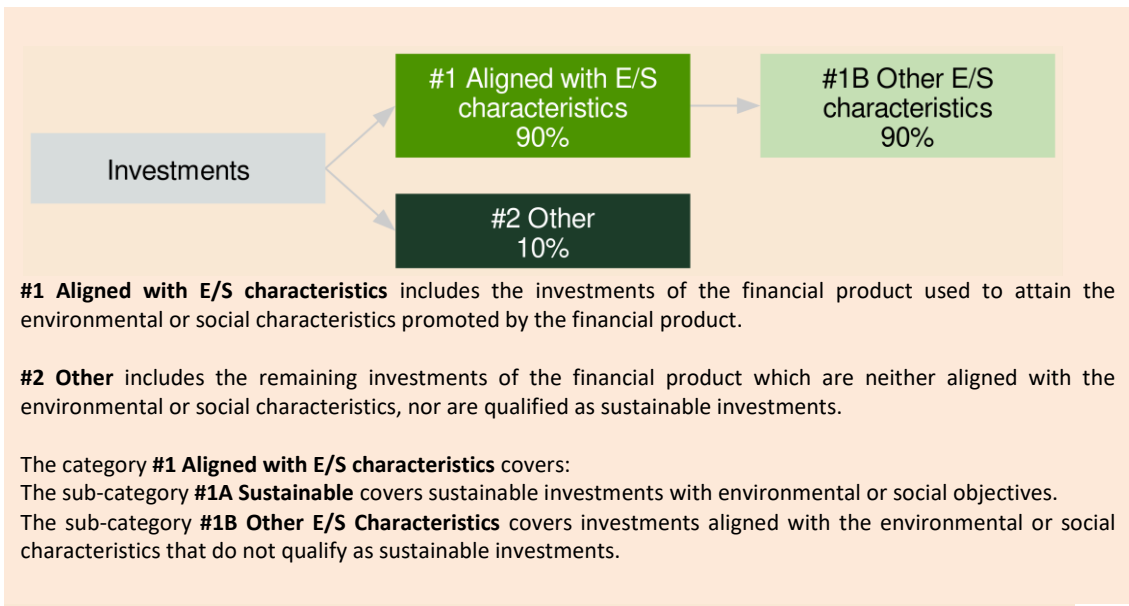 #1 Aligned with E/S
characteristics
90%
#1B Other E/S
characteristics
90%
Investments
#2 Other
10%
#1 Aligned with E/S characteristics includes the investments of the financial product used to attain the
environmental or social characteristics promoted by the financial product.
#2 Other includes the remaining investments of the financial product which are neither aligned with the
environmental or social characteristics, nor are qualified as sustainable investments.
The category #1 Aligned with E/S characteristics covers:
The sub-category #1A Sustainable covers sustainable investments with environmental or social objectives.
The sub-category #1B Other E/S Characteristics covers investments aligned with the environmental or social
characteristics that do not qualify as sustainable investments.